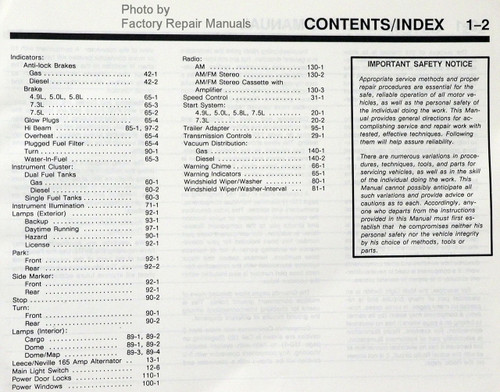 Photo by
Factory Repair Manuals
CONTENTS/INDEX 1-2
Indicators:
Anti-lock Brakes
Gas 42-1
Diesel 42-2
Brake
4.9L, 5.0L, 5.8L 65-1
7.3L 65-3
7.5L 65-2
Glow Plugs 65-4
Hi Beam 85-1, 97-2
Overheat 65-4
Plugged Fuel Filter 65-4
Turn 90-1
Water-In-Fuel 65-3
Instrument Cluster:
Dual Fuel Tanks
Gas 60-1
Diesel 60-2
Single Fuel Tanks 60-3
Instrument Illumination 71-1
Lamps (Exterior) 92-1
Backup 93-1
Daytime Running 97-1
Hazard 90-1
License 92-1
Park:
Front 92-1
Rear 92-2
Side Marker:
Front 92-1
Rear 92-1
Stop 90-2
Turn:
Front 90-1
Rear 90-2
Lamps (Interior):
Cargo 89-1, 89-2
Dome 89-1, 89-2
Dome/Map 89-3, 89-4
Leece/Neville 165 Amp Alternator 13-1
Main Light Switch 12-6
Power Door Locks 110-1
Power Windows 100-1
Radio:
AM 130-1
AM/FM Stereo 130-2
AM/FM Stereo Cassette with
Amplifier 130-3
Speed Control 31-1
Start System:
4.9L, 5.0L, 5.8L, 7.5L 20-1
7.3L 20-2
Trailer Adapter 95-1
Transmission Controls 29-1
Vacuum Distribution:
Gas 140-1
Diesel 140-2
Warning Chime 66-1
Warning Indicators 65-1
Windshield Wiper/Washer 80-1
Windshield Wiper/Washer-Interval 81-1
IMPORTANT SAFETY NOTICE
Appropriate service methods and proper
repair procedures are essential for the
safe, reliable operation of all motor vehi-
cles, as well as the personal safety of
the individual doing the work. This Man-
ual provides general directions for ac-
complishing service and repair work with
tested, effective techniques. Following
them will help assure reliability.
There are numerous variations in proce-
dures, techniques, tools, and parts for
servicing vehicles, as well as in the skill
of the individual doing the work. This
Manual cannot possibly anticipate all
such variations and provide advice or
cautions as to each. Accordingly, any-
one who departs from the instructions
provided in this Manual must first es-
tablish that he compromises neither his
personal safety nor the vehicle integrity
by his choice of methods, tools or
parts.